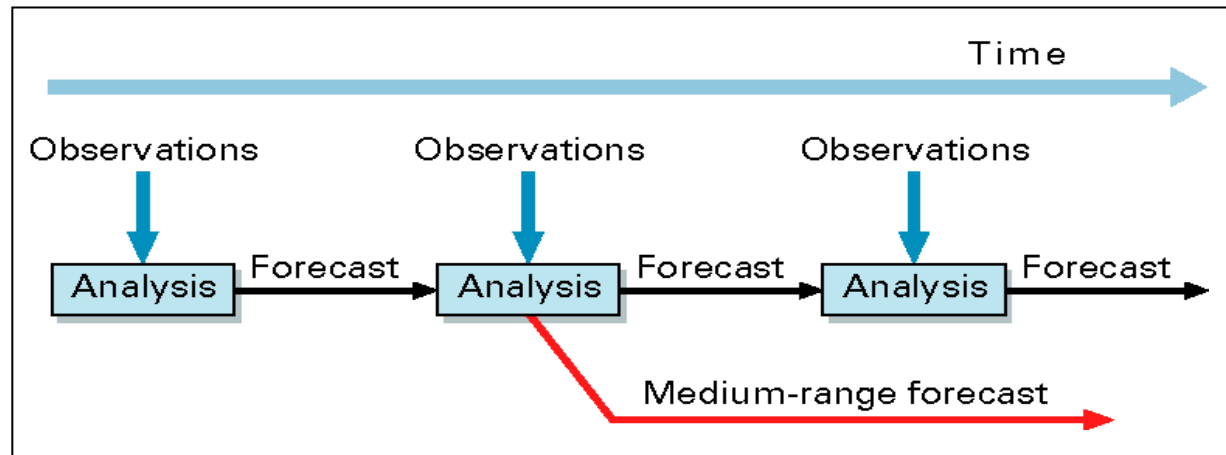 Time
Observations Observations Observations
Analysis Forecast Analysis Forecast Analysis Forecast
Medium-range forecast